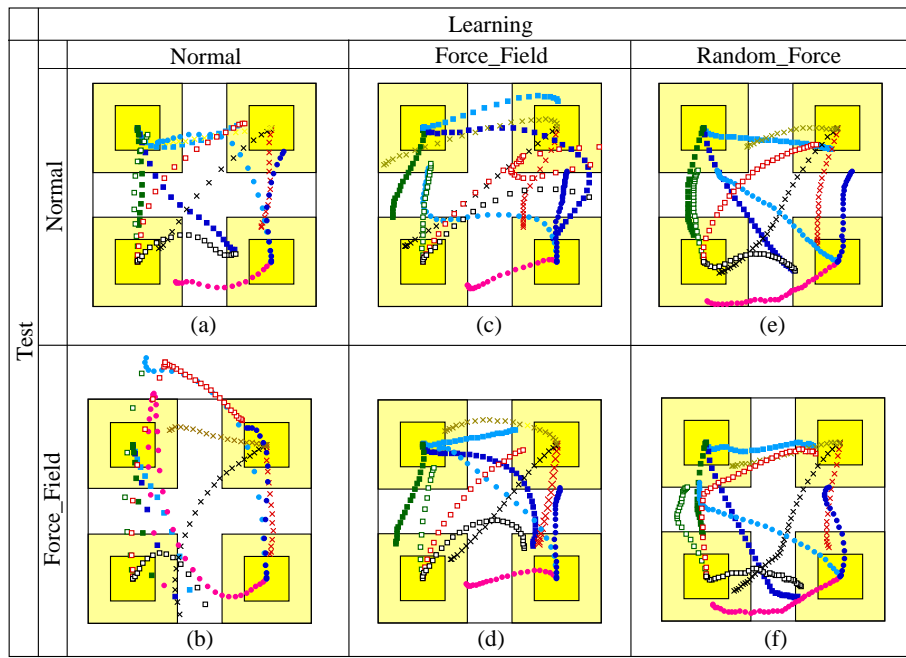 Learning
Normal
Force_Field
Random_Force
Test
Normal
(a)
(c)
(e)
Force_Field
(b)
(d)
(f)